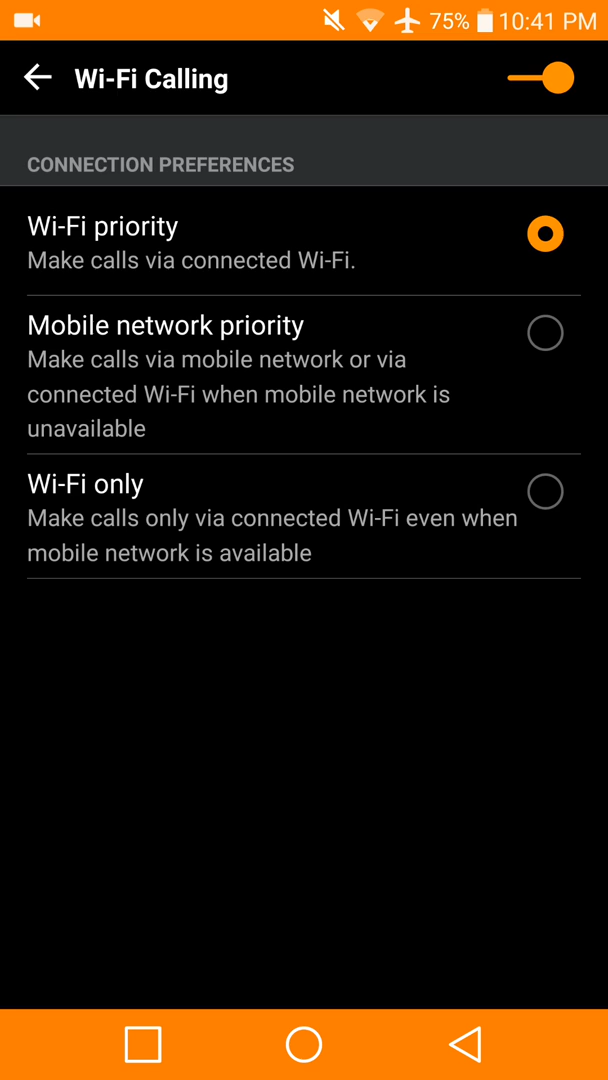 75% 10:41 PM
Wi-Fi Calling
CONNECTION PREFERENCES
Wi-Fi priority
Make calls via connected Wi-Fi.
Mobile network priority
Make calls via mobile network or via
connected Wi-Fi when mobile network is
unavailable
Wi-Fi only
Make calls only via connected Wi-Fi even when
mobile network is available